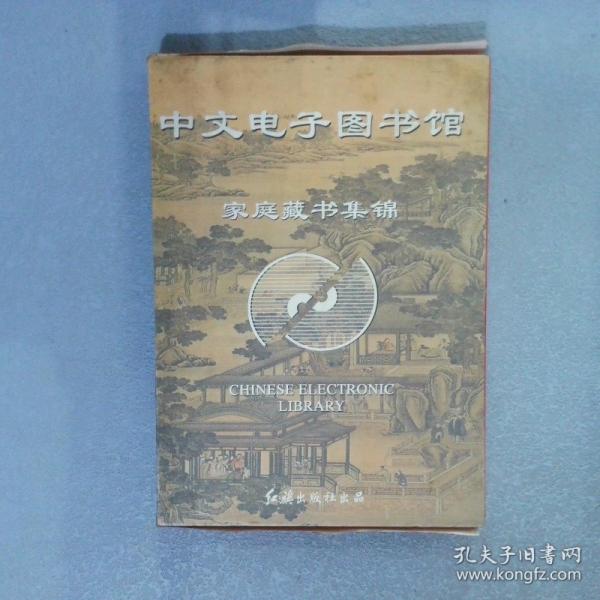 中文电子图书馆
家庭藏书集锦
CHINESE ELECTRONIC
LIBRARY
红旗出版社出品
孔夫子旧书网
www.kongfz.com